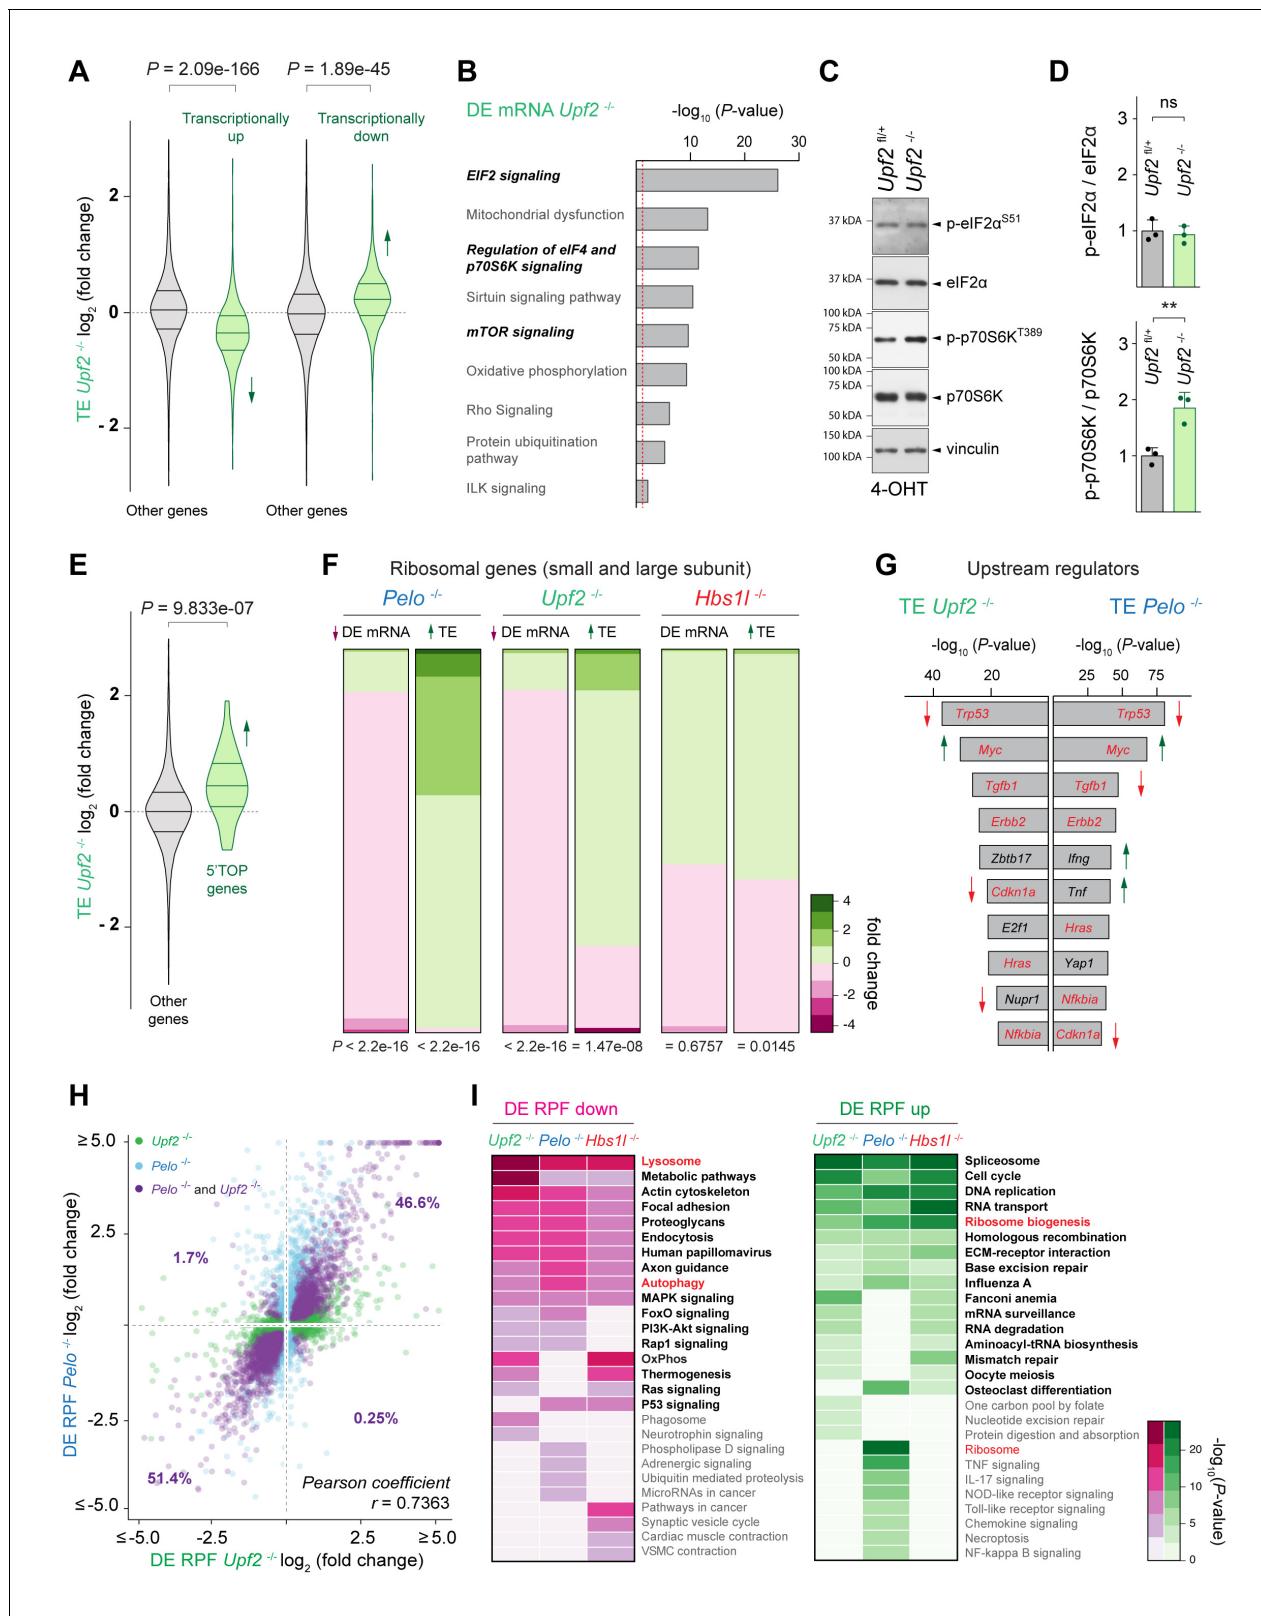 A
P = 2.09e-166
P = 1.89e-45
Transcriptionally up
Transcriptionally down
TE Upf2 -/- log2 (fold change)
2
0
- 2
Other genes
Other genes
B
DE mRNA Upf2 -/-
-log10 (P-value)
10 20 30
EIF2 signaling
Mitochondrial dysfunction
Regulation of eIF4 and
p70S6K signaling
Sirtuin signaling pathway
mTOR signaling
Oxidative phosphorylation
Rho Signaling
Protein ubiquitination
pathway
ILK signaling
C
Upf2 fl/+
Upf2 -/-
37 kDA
p-eIF2αS51
37 kDA
eIF2α
100 kDA
75 kDA
p-p70S6KT389
50 kDA
100 kDA
75 kDA
p70S6K
50 kDA
150 kDA
vinculin
100 kDA
4-OHT
D
ns
p-eIF2α / eIF2α
3
2
1
Upf2 fl/+
Upf2 -/-
**
p-p70S6K / p70S6K
3
2
1
Upf2 fl/+
Upf2 -/-
E
P = 9.833e-07
TE Upf2 -/- log2 (fold change)
2
0
- 2
5'TOP
genes
Other
genes
F
Ribosomal genes (small and large subunit)
Pelo -/-
Upf2 -/-
Hbs1l -/-
DE mRNA TE DE mRNA TE DE mRNA TE
P < 2.2e-16 < 2.2e-16 < 2.2e-16 = 1.47e-08 = 0.6757 = 0.0145
4
2
0
-2
-4
fold change
G
Upstream regulators
TE Upf2 -/-
TE Pelo -/-
-log10 (P-value) -log10 (P-value)
40 20 25 50 75
Trp53 Trp53
Myc Myc
Tgfb1 Tgfb1
Erbb2 Erbb2
Zbtb17 Ifng
Cdkn1a Tnf
E2f1 Hras
Hras Yap1
Nupr1 Nfkbia
Nfkbia Cdkn1a
H
Upf2 -/-
Pelo -/-
Pelo -/- and Upf2 -/-
DE RPF Pelo -/- log2 (fold change)
≥ 5.0
2.5
-2.5
≤ -5.0
46.6%
1.7%
0.25%
51.4%
Pearson coefficient
r = 0.7363
≤ -5.0 -2.5 2.5 ≥ 5.0
DE RPF Upf2 -/- log2 (fold change)
I
DE RPF down
Upf2 -/- Pelo -/- Hbs1l -/-
Lysosome
Metabolic pathways
Actin cytoskeleton
Focal adhesion
Proteoglycans
Endocytosis
Human papillomavirus
Axon guidance
Autophagy
MAPK signaling
FoxO signaling
PI3K-Akt signaling
Rap1 signaling
OxPhos
Thermogenesis
Ras signaling
P53 signaling
Phagosome
Neurotrophin signaling
Phospholipase D signaling
Adrenergic signaling
Ubiquitin mediated proteolysis
MicroRNAs in cancer
Pathways in cancer
Synaptic vesicle cycle
Cardiac muscle contraction
VSMC contraction
DE RPF up
Upf2 -/- Pelo -/- Hbs1l -/-
Spliceosome
Cell cycle
DNA replication
RNA transport
Ribosome biogenesis
Homologous recombination
ECM-receptor interaction
Base excision repair
Influenza A
Fanconi anemia
mRNA surveillance
RNA degradation
Aminoacyl-tRNA biosynthesis
Mismatch repair
Oocyte meiosis
Osteoclast differentiation
One carbon pool by folate
Nucleotide excision repair
Protein digestion and absorption
Ribosome
TNF signaling
IL-17 signaling
NOD-like receptor signaling
Toll-like receptor signaling
Chemokine signaling
Necroptosis
NF-kappa B signaling
20
10
5
0
-log10(P-value)